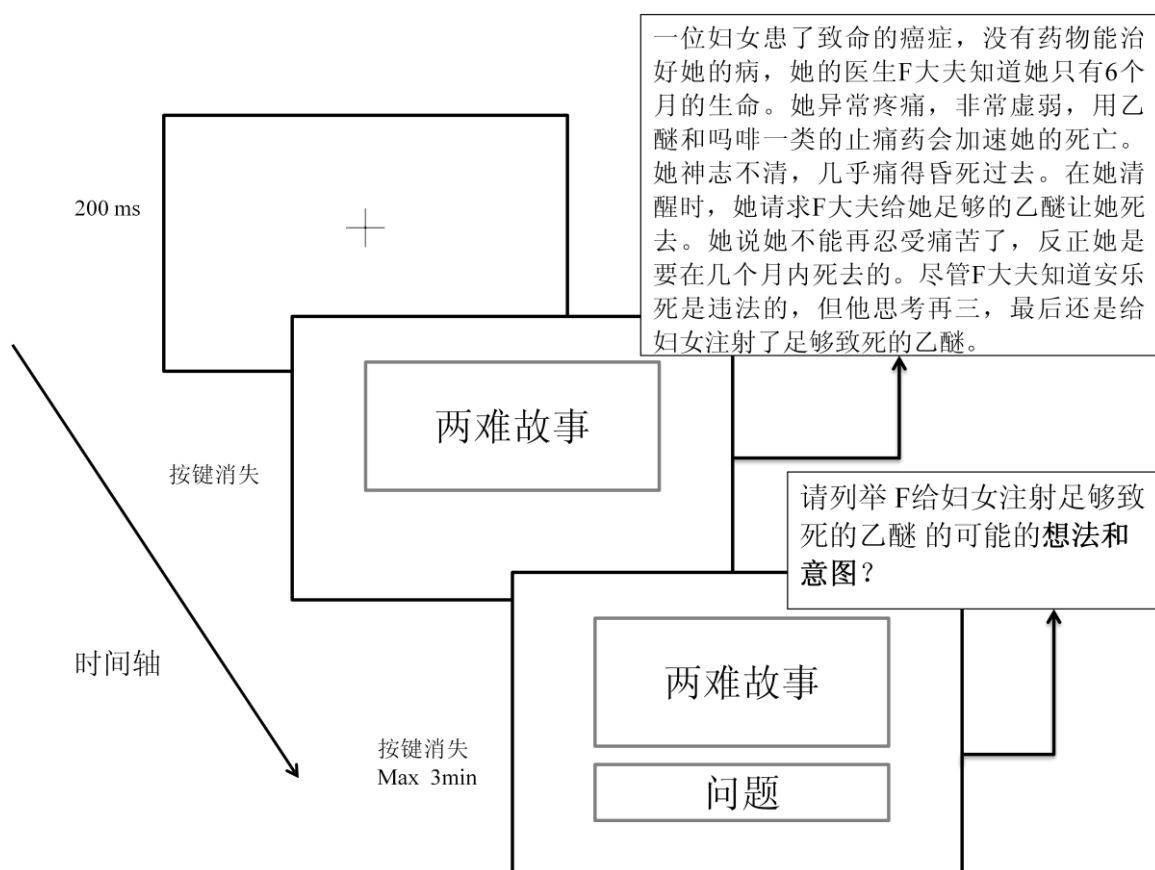 一位妇女患了致命的癌症，没有药物能治
好她的病，她的医生F大夫知道她只有6个
月的生命。她异常疼痛，非常虚弱，用乙
醚和吗啡一类的止痛药会加速她的死亡。
她神志不清，几乎痛得昏死过去。在她清
醒时，她请求F大夫给她足够的乙醚让她死
去。她说她不能再忍受痛苦了，反正她是
要在几个月内死去的。尽管F大夫知道安乐
死是违法的，但他思考再三，最后还是给
妇女注射了足够致死的乙醚。
200 ms
两难故事
按键消失
请列举 F给妇女注射足够致
死的乙醚 的可能的想法和
意图？
时间轴
两难故事
按键消失
Max 3min
问题